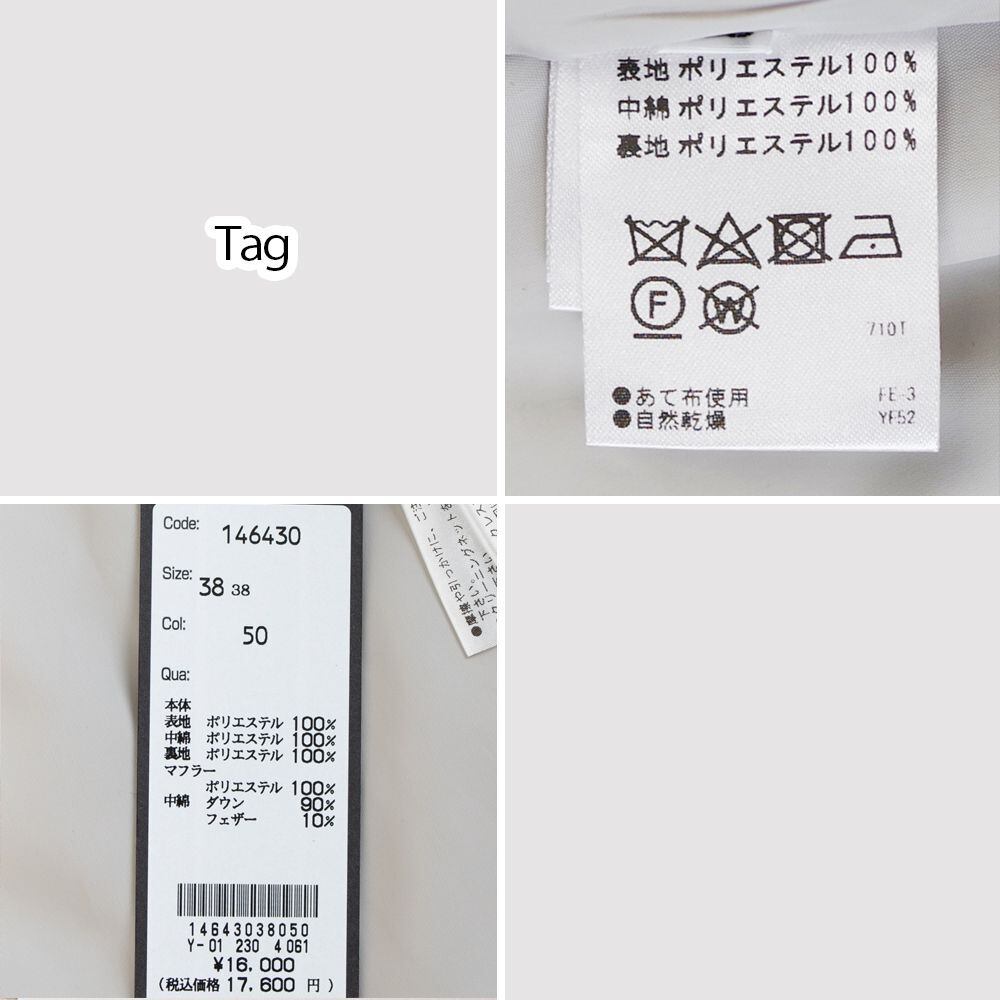 Tag
表地 ポリエステル100%
中綿 ポリエステル100%
裏地 ポリエステル100%
F
W
710T
●あて布使用
FE-3
●自然乾燥
YF52
Code: 146430
Size: 38 38
Col: 50
Qua:
本体
表地 ポリエステル 100%
中綿 ポリエステル 100%
裏地 ポリエステル 100%
マフラー
ポリエステル 100%
中綿 ダウン 90%
フェザー 10%
14643038050
Y-01 230 4061
¥16,000
(税込価格 17,600 円)